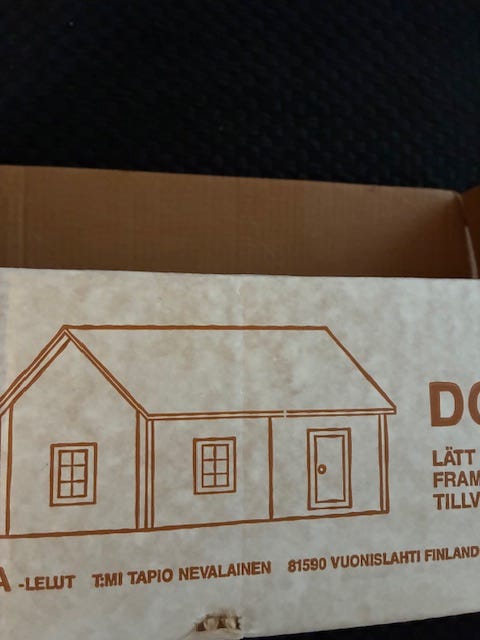 DO
LÄTT
FRAM
TILLV
A -LELUT T:MI TAPIO NEVALAINEN 81590 VUONISLAHTI FINLAND